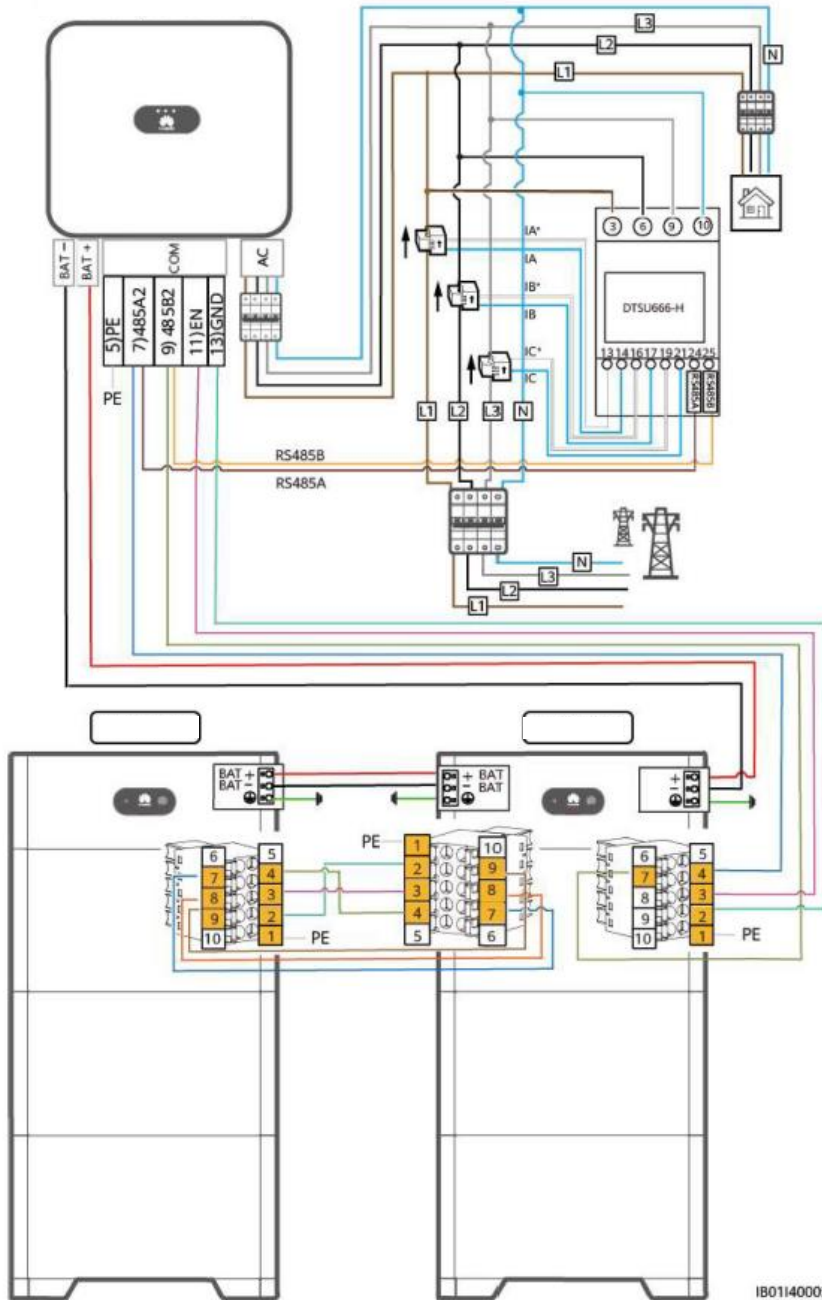 L3
L2
N
L1
BAT −
BAT +
COM
AC
5)PE
7)485A2
9) 485B2
11)EN
13)GND
PE
3
6
9
10
IA*
IA
IB*
IB
IC*
IC
DTSU666-H
13 14 16 17 19 21 24 25
RS485A
RS485B
L1
L2
L3
N
RS485B
RS485A
N
L3
L2
L1
BAT +
BAT −
+ BAT
− BAT
+
−
6
7
8
9
10
5
4
3
2
1
PE
PE
1
2
3
4
5
10
9
8
7
6
6
7
8
9
10
5
4
3
2
1
PE
IB01I4000